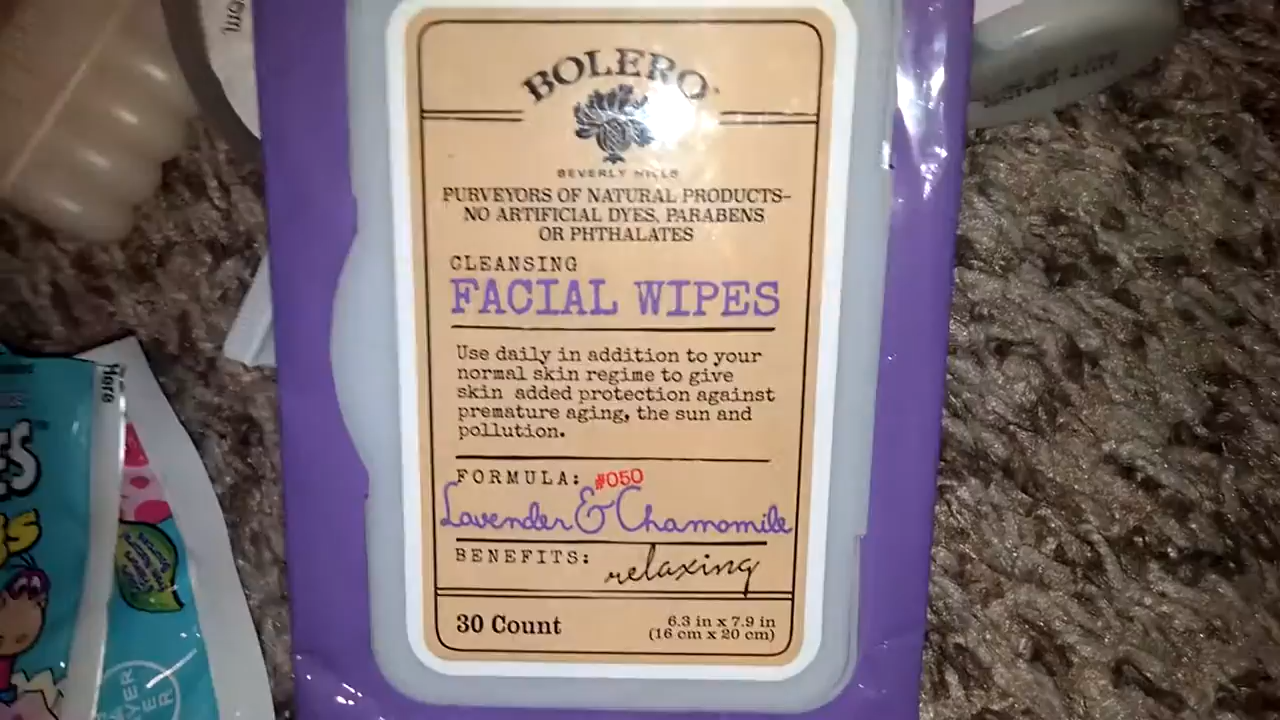 BOLERO
BEVERLY HILLS
PURVEYORS OF NATURAL PRODUCTS–
NO ARTIFICIAL DYES, PARABENS
OR PHTHALATES
CLEANSING
FACIAL WIPES
Use daily in addition to your
normal skin regime to give
skin added protection against
premature aging, the sun and
pollution.
FORMULA: #050
Lavender & Chamomile
BENEFITS: relaxing
30 Count
6.3 in x 7.9 in
(16 cm x 20 cm)
Here